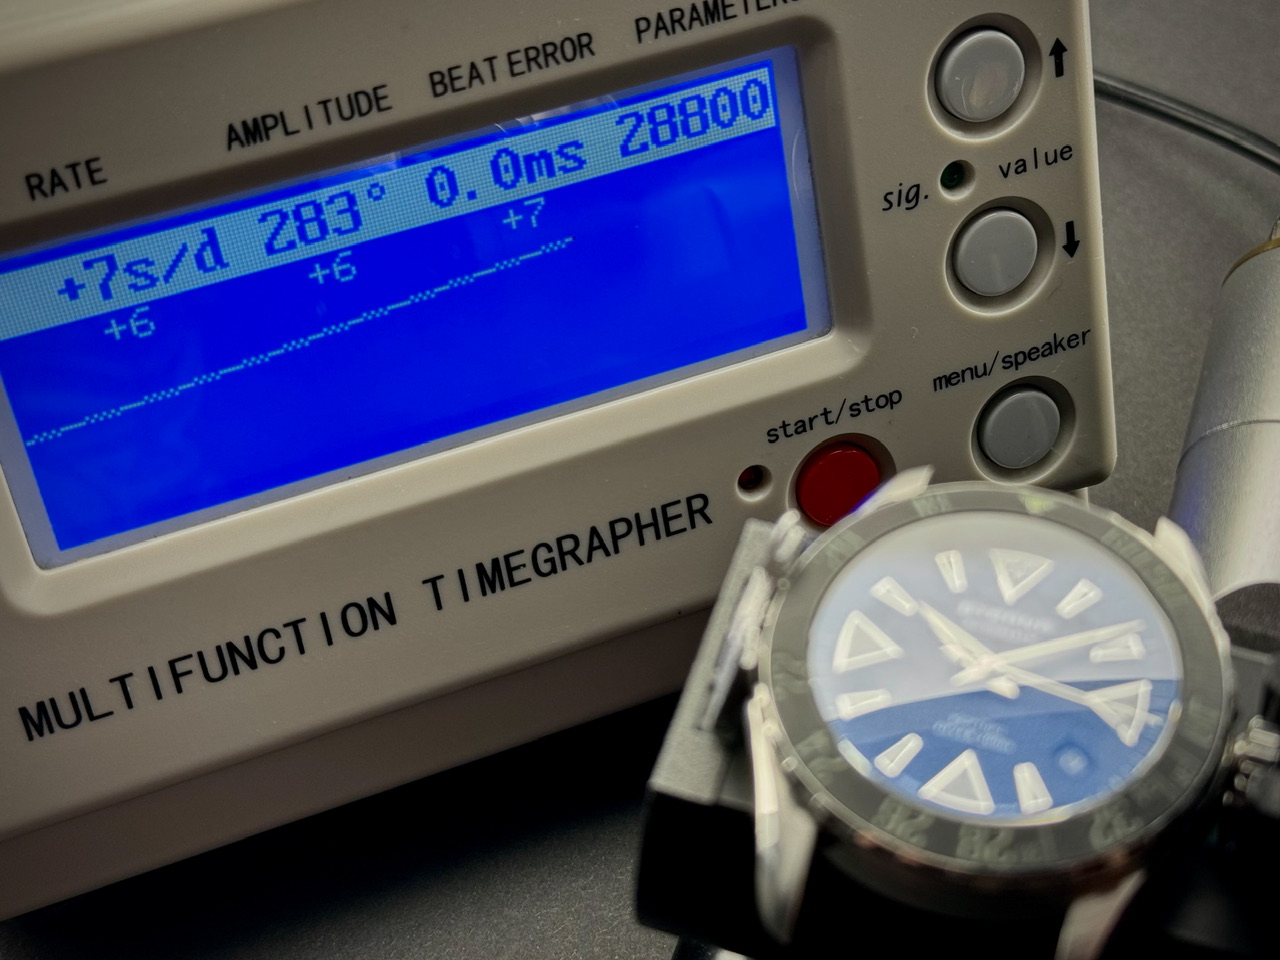 RATE AMPLITUDE BEAT ERROR PARAMETERS
+7s/d 283° 0.0ms 28800
+6 +6 +7
sig. value
menu/speaker
start/stop
MULTIFUNCTION TIMEGRAPHER